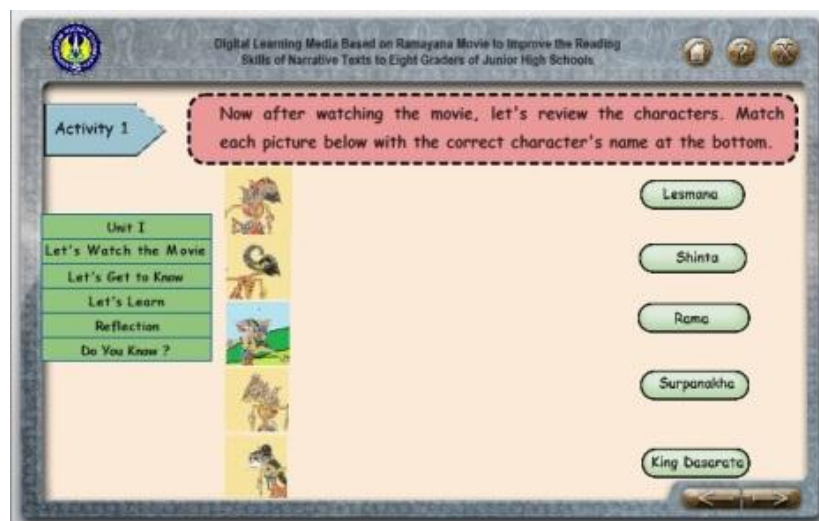 Digital Learning Media Based on Ramayana Movie to Improve the Reading
Skills of Narrative Texts to Eight Graders of Junior High Schools
Activity 1
Now after watching the movie, let's review the characters. Match
each picture below with the correct character's name at the bottom.
Unit I
Let's Watch the Movie
Let's Get to Know
Let's Learn
Reflection
Do You Know ?
Lesmana
Shinta
Rama
Surpanakha
King Dasarata